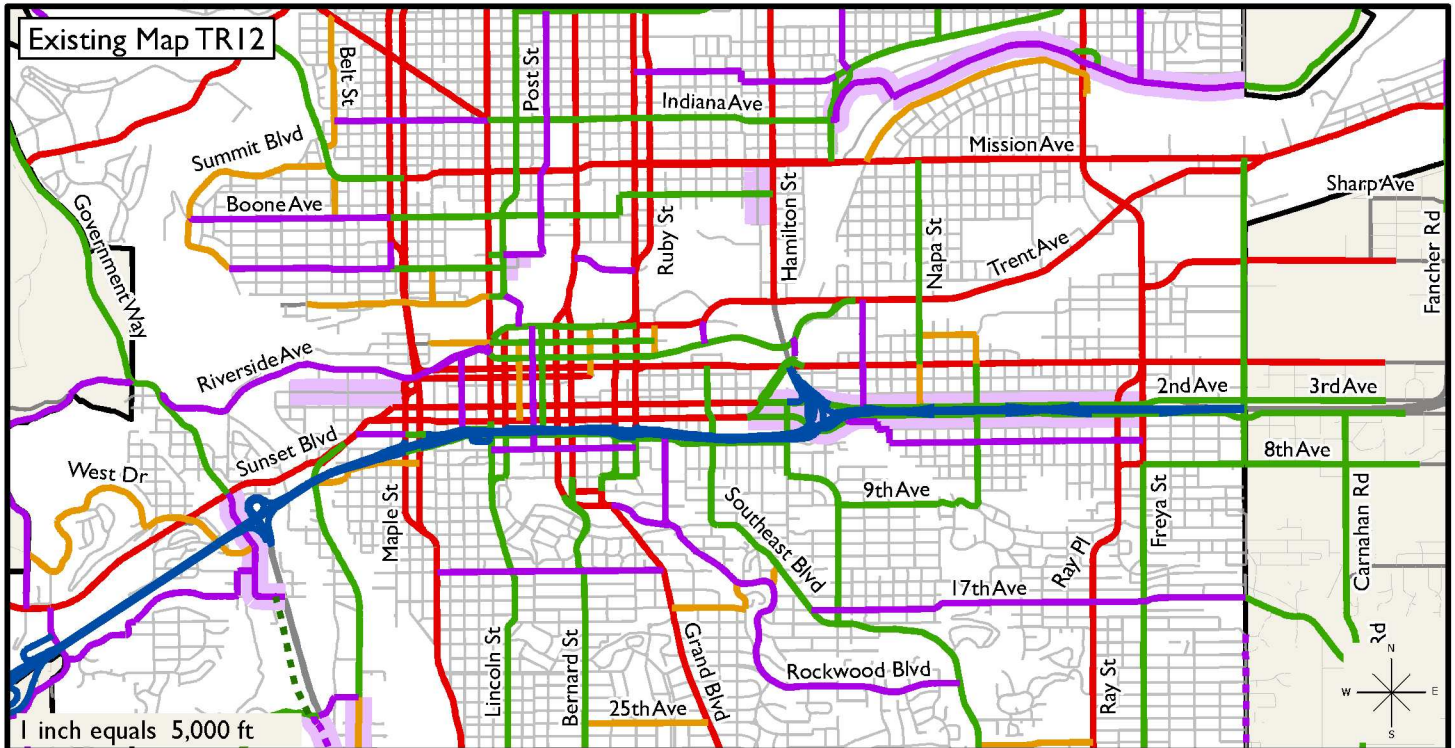 Existing Map TR12
Belt St
Post St
Indiana Ave
Summit Blvd
Mission Ave
Boone Ave
Sharp Ave
Government Way
Ruby St
Hamilton St
Napa St
Trent Ave
Fancher Rd
Riverside Ave
2nd Ave
3rd Ave
Sunset Blvd
West Dr
8th Ave
Maple St
9th Ave
Southeast Blvd
Freya St
Carnahan Rd
Ray Pl
17th Ave
Rd
Lincoln St
Bernard St
Grand Blvd
Rockwood Blvd
Ray St
25th Ave
N
W
E
S
1 inch equals 5,000 ft